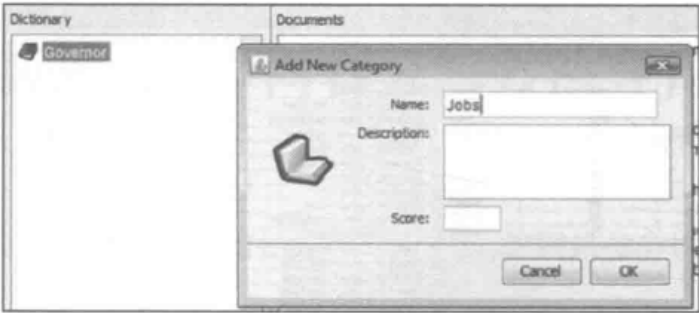 Dictionary
Documents
Governor
Add New Category
Name: Jobs
Description:
Score:
Cancel
OK